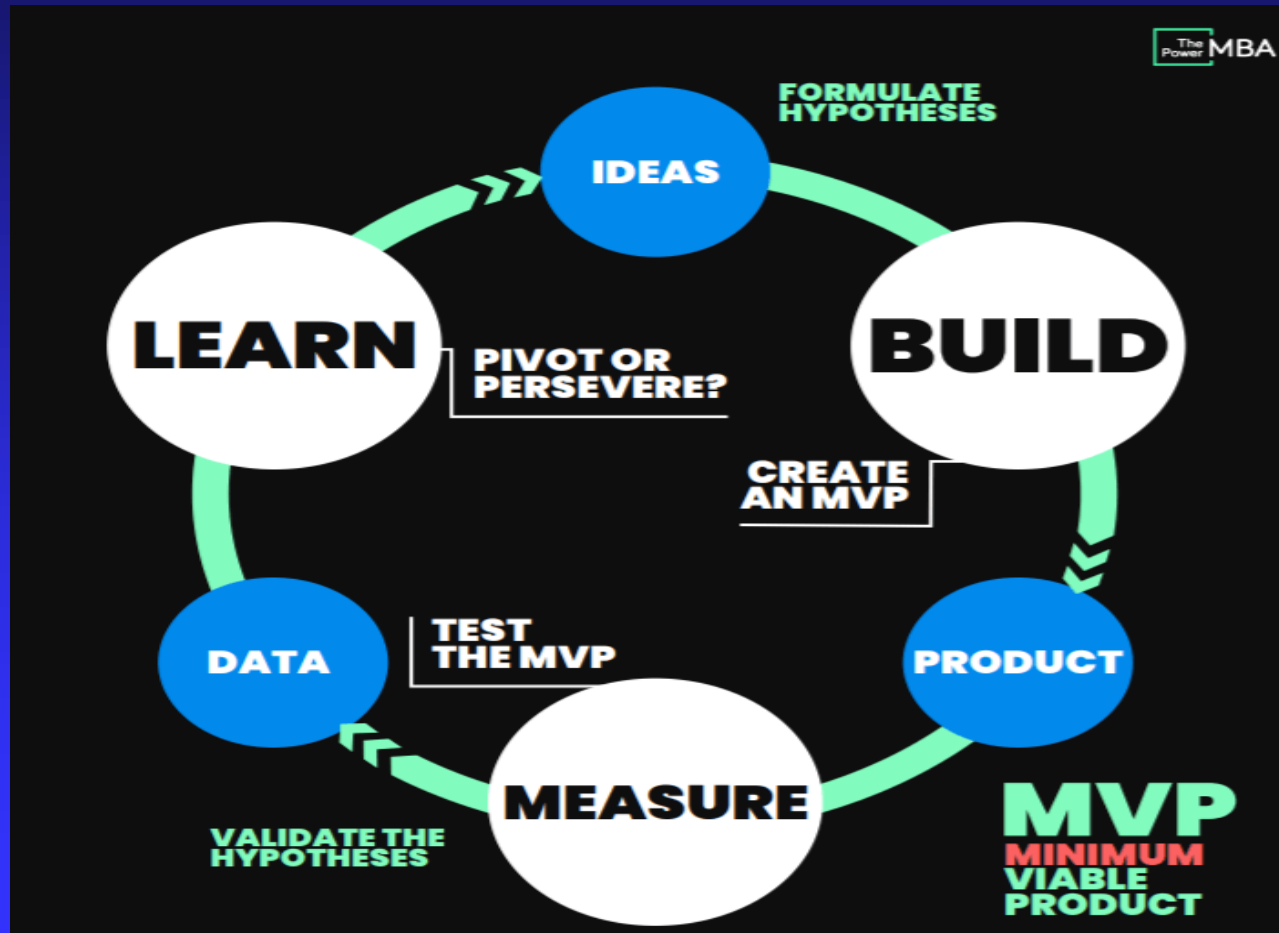 The
Power MBA
FORMULATE
HYPOTHESES
IDEAS
LEARN
BUILD
PIVOT OR
PERSEVERE?
CREATE
AN MVP
TEST
THE MVP
DATA
PRODUCT
MEASURE
VALIDATE THE
HYPOTHESES
MVP
MINIMUM
VIABLE
PRODUCT